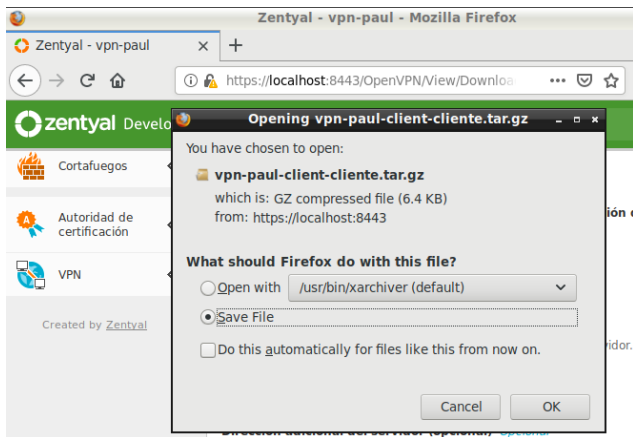 Zentyal - vpn-paul - Mozilla Firefox
Zentyal - vpn-paul × +
https://localhost:8443/OpenVPN/View/Downloa
zentyal Develo
Opening vpn-paul-client-cliente.tar.gz
You have chosen to open:
vpn-paul-client-cliente.tar.gz
which is: GZ compressed file (6.4 KB)
from: https://localhost:8443
What should Firefox do with this file?
Open with /usr/bin/xarchiver (default)
Save File
Do this automatically for files like this from now on.
Cancel OK
Cortafuegos
Autoridad de
certificación
VPN
Created by Zentyal
ión
vidor.